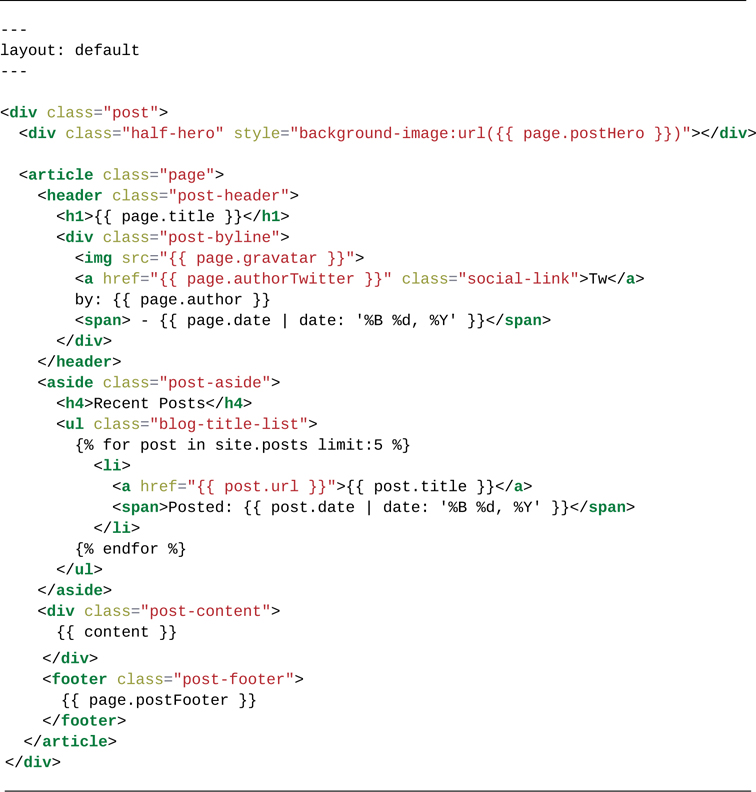 ---
layout: default
---
<div class="post">
<div class="half-hero" style="background-image:url({{ page.postHero }})"></div>
<article class="page">
<header class="post-header">
<h1>{{ page.title }}</h1>
<div class="post-byline">
<img src="{{ page.gravatar }}">
<a href="{{ page.authorTwitter }}" class="social-link">Tw</a>
by: {{ page.author }}
<span> - {{ page.date | date: '%B %d, %Y' }}</span>
</div>
</header>
<aside class="post-aside">
<h4>Recent Posts</h4>
<ul class="blog-title-list">
{% for post in site.posts limit:5 %}
<li>
<a href="{{ post.url }}">{{ post.title }}</a>
<span>Posted: {{ post.date | date: '%B %d, %Y' }}</span>
</li>
{% endfor %}
</ul>
</aside>
<div class="post-content">
{{ content }}
</div>
<footer class="post-footer">
{{ page.postFooter }}
</footer>
</article>
</div>